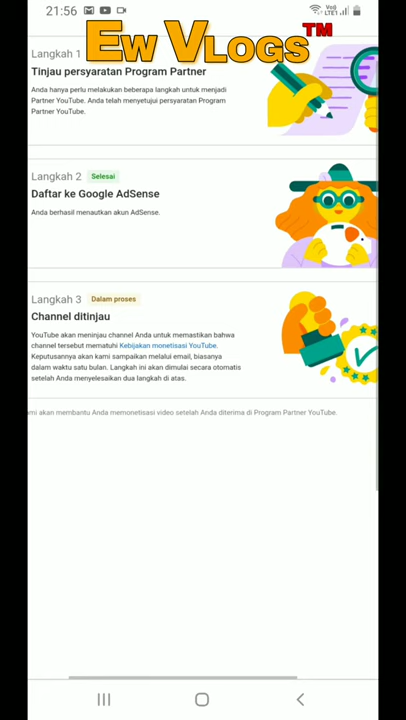 21:56
EW VLOGS™
Langkah 1
Tinjau persyaratan Program Partner
Anda hanya perlu melakukan beberapa langkah untuk menjadi
Partner YouTube. Anda telah menyetujui persyaratan Program
Partner YouTube.
Langkah 2 Selesai
Daftar ke Google AdSense
Anda berhasil menautkan akun AdSense.
Langkah 3 Dalam proses
Channel ditinjau
YouTube akan meninjau channel Anda untuk memastikan bahwa
channel tersebut mematuhi Kebijakan monetisasi YouTube.
Keputusannya akan kami sampaikan melalui email, biasanya
dalam waktu satu bulan. Langkah ini akan dimulai secara otomatis
setelah Anda menyelesaikan dua langkah di atas.
ami akan membantu Anda memonetisasi video setelah Anda diterima di Program Partner YouTube.